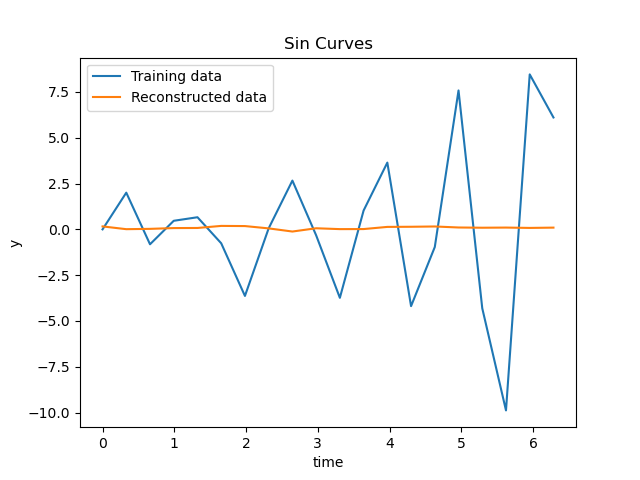 Sin Curves
Training data
Reconstructed data
7.5
5.0
2.5
0.0
−2.5
−5.0
−7.5
−10.0
y
0 1 2 3 4 5 6
time